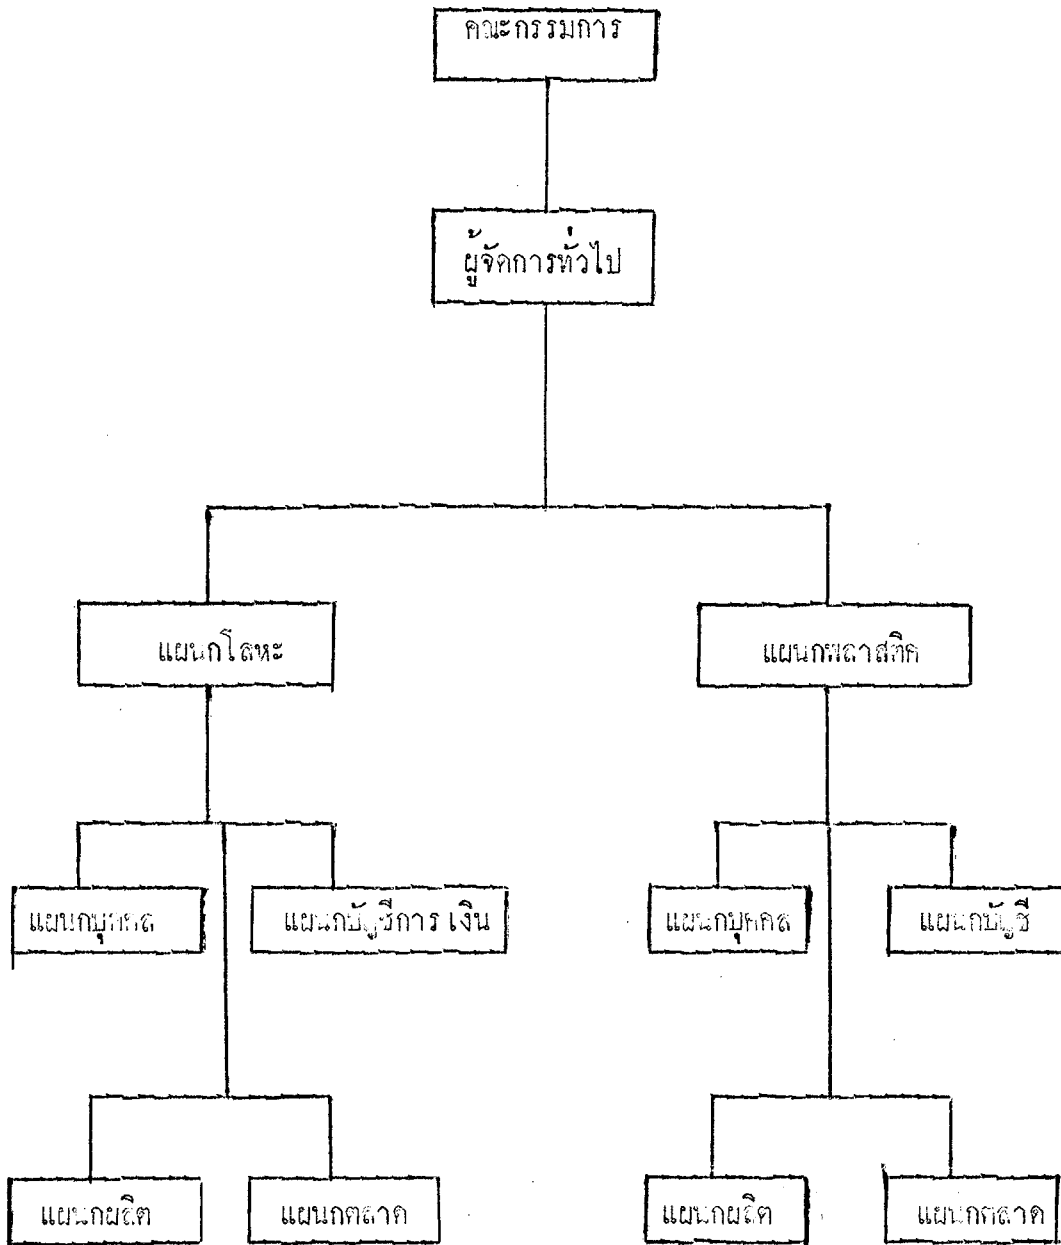 คณะกรรมการ
ผู้จัดการทั่วไป
แผนกโลหะ
แผนกพลาสติค
แผนกบุคคล
แผนกบัญชีการเงิน
แผนกบุคคล
แผนกบัญชี
แผนกผลิต
แผนกตลาด
แผนกผลิต
แผนกตลาด